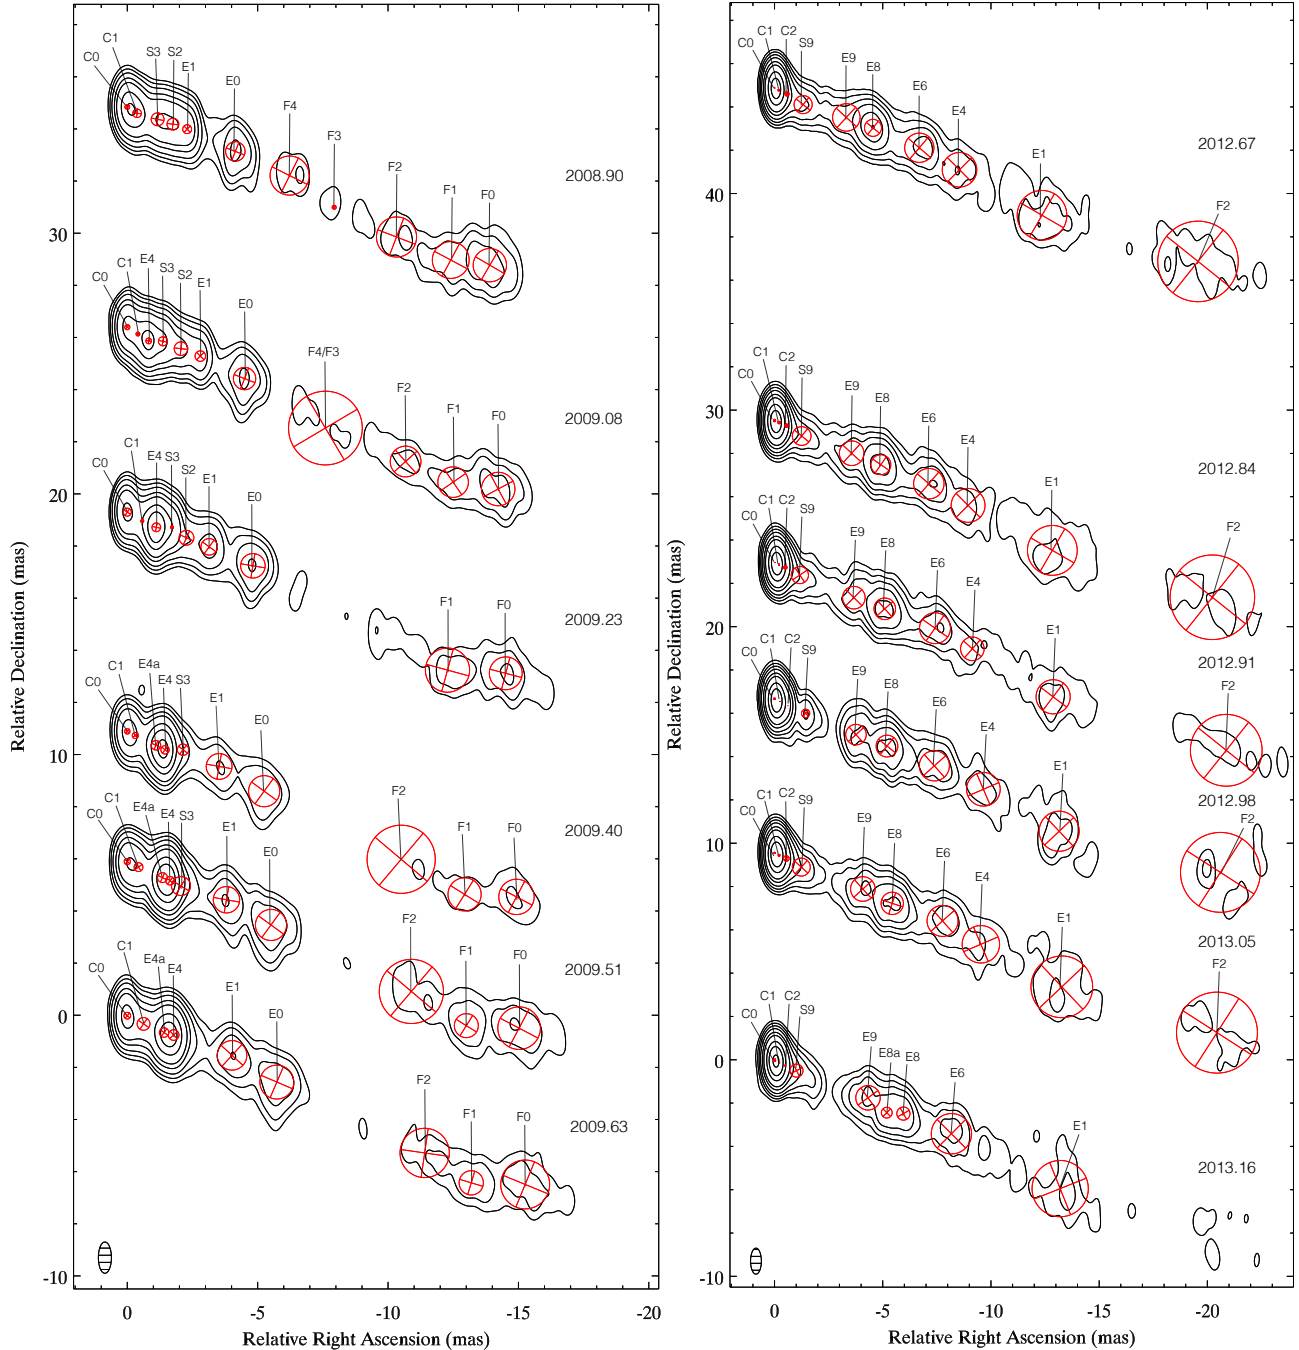 C0 C1 S3 S2 E1 E0 F4 F3 F2 F1 F0
2008.90
30
C0 C1 E4 S3 S2 E1 E0 F4/F3 F2 F1 F0
2009.08
20
C0 C1 E4 S3 S2 E1 E0 F1 F0
2009.23
C0 C1 E4a E4 S3 E1 E0 F2 F1 F0
2009.40
10
C0 C1 E4a E4 S3 E1 E0 F2 F1 F0
2009.51
0
C0 C1 E4a E4 E1 E0 F2 F1 F0
2009.63
-10
0 -5 -10 -15 -20
Relative Right Ascension (mas)
Relative Declination (mas)
C0 C1 C2 S9 E9 E8 E6 E4 E1 F2
2012.67
40
C0 C1 C2 S9 E9 E8 E6 E4 E1 F2
2012.84
30
C0 C1 C2 S9 E9 E8 E6 E4 E1 F2
2012.91
20
C0 C1 C2 S9 E9 E8 E6 E4 E1 F2
2012.98
10
C0 C1 C2 S9 E9 E8 E6 E4 E1 F2
2013.05
0
C0 C1 C2 S9 E9 E8a E8 E6 E1
2013.16
-10
0 -5 -10 -15 -20
Relative Right Ascension (mas)
Relative Declination (mas)